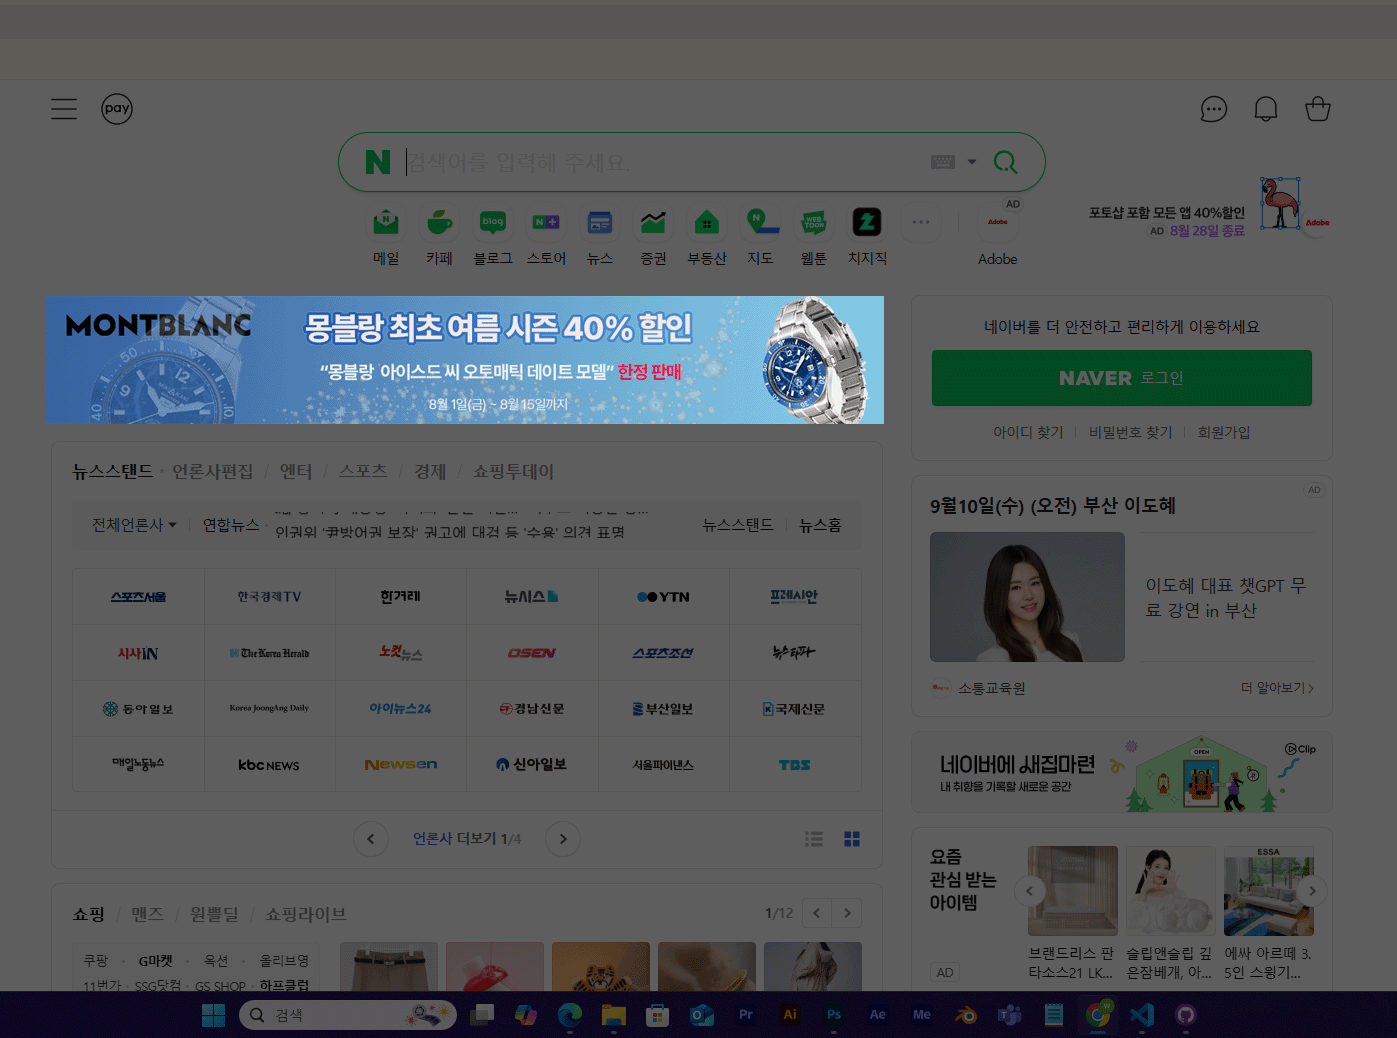 pay
N 검색어를 입력해 주세요.
메일
카페
blog
블로그
N+
스토어
뉴스
증권
부동산
지도
WEB TOON
웹툰
치지직
AD
Adobe
Adobe
포토샵 포함 모든 앱 40%할인
AD 8월 28일 종료
Adobe
MONTBLANC
몽블랑 최초 여름 시즌 40% 할인
“몽블랑 아이스드 씨 오토매틱 데이트 모델” 한정 판매
8월 1일(금) ~ 8월 15일까지
네이버를 더 안전하고 편리하게 이용하세요
NAVER 로그인
아이디 찾기
비밀번호 찾기
회원가입
뉴스스탠드 · 언론사편집 / 엔터 / 스포츠 / 경제 / 쇼핑투데이
전체언론사
연합뉴스
인권위 '尹방어권 보장' 권고에 대검 등 '수용' 의견 표명
뉴스스탠드
뉴스홈
스포츠서울
한국경제TV
한겨레
뉴시스
YTN
프레시안
시사IN
The Korea Herald
노컷뉴스
OSEN
스포츠조선
뉴스타파
동아일보
Korea JoongAng Daily
아이뉴스24
경남신문
부산일보
국제신문
매일노동뉴스
kbc NEWS
Newsen
신아일보
서울파이낸스
TBS
언론사 더보기 1/4
AD
9월10일(수) (오전) 부산 이도혜
이도혜 대표 챗GPT 무
료 강연 in 부산
소통교육원
더 알아보기
네이버에 새집마련
내 취향을 기록할 새로운 공간
OPEN
Clip
요즘
관심 받는
아이템
AD
ESSA
브랜드리스 판
타소스21 LK...
슬립앤슬립 깊
은잠베개, 아...
에싸 아르떼 3.
5인 스윙기...
쇼핑 / 맨즈 / 원쁠딜 / 쇼핑라이브
1/12
쿠팡 · G마켓 · 옥션 · 올리브영
11번가 · SSG닷컴 · GS SHOP · 하프클럽
검색
Pr
Ai
Ps
Ae
Me